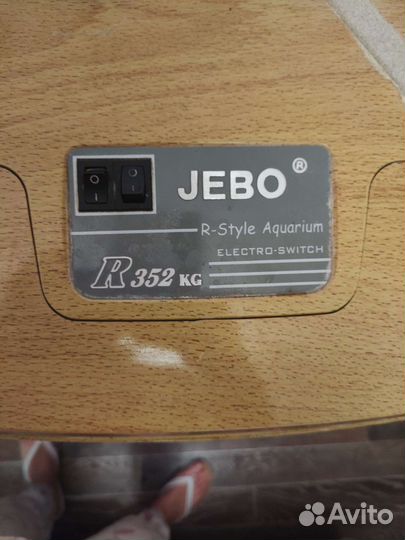 JEBO ®
R-Style Aquarium
ELECTRO-SWITCH
R 352 KG
Avito